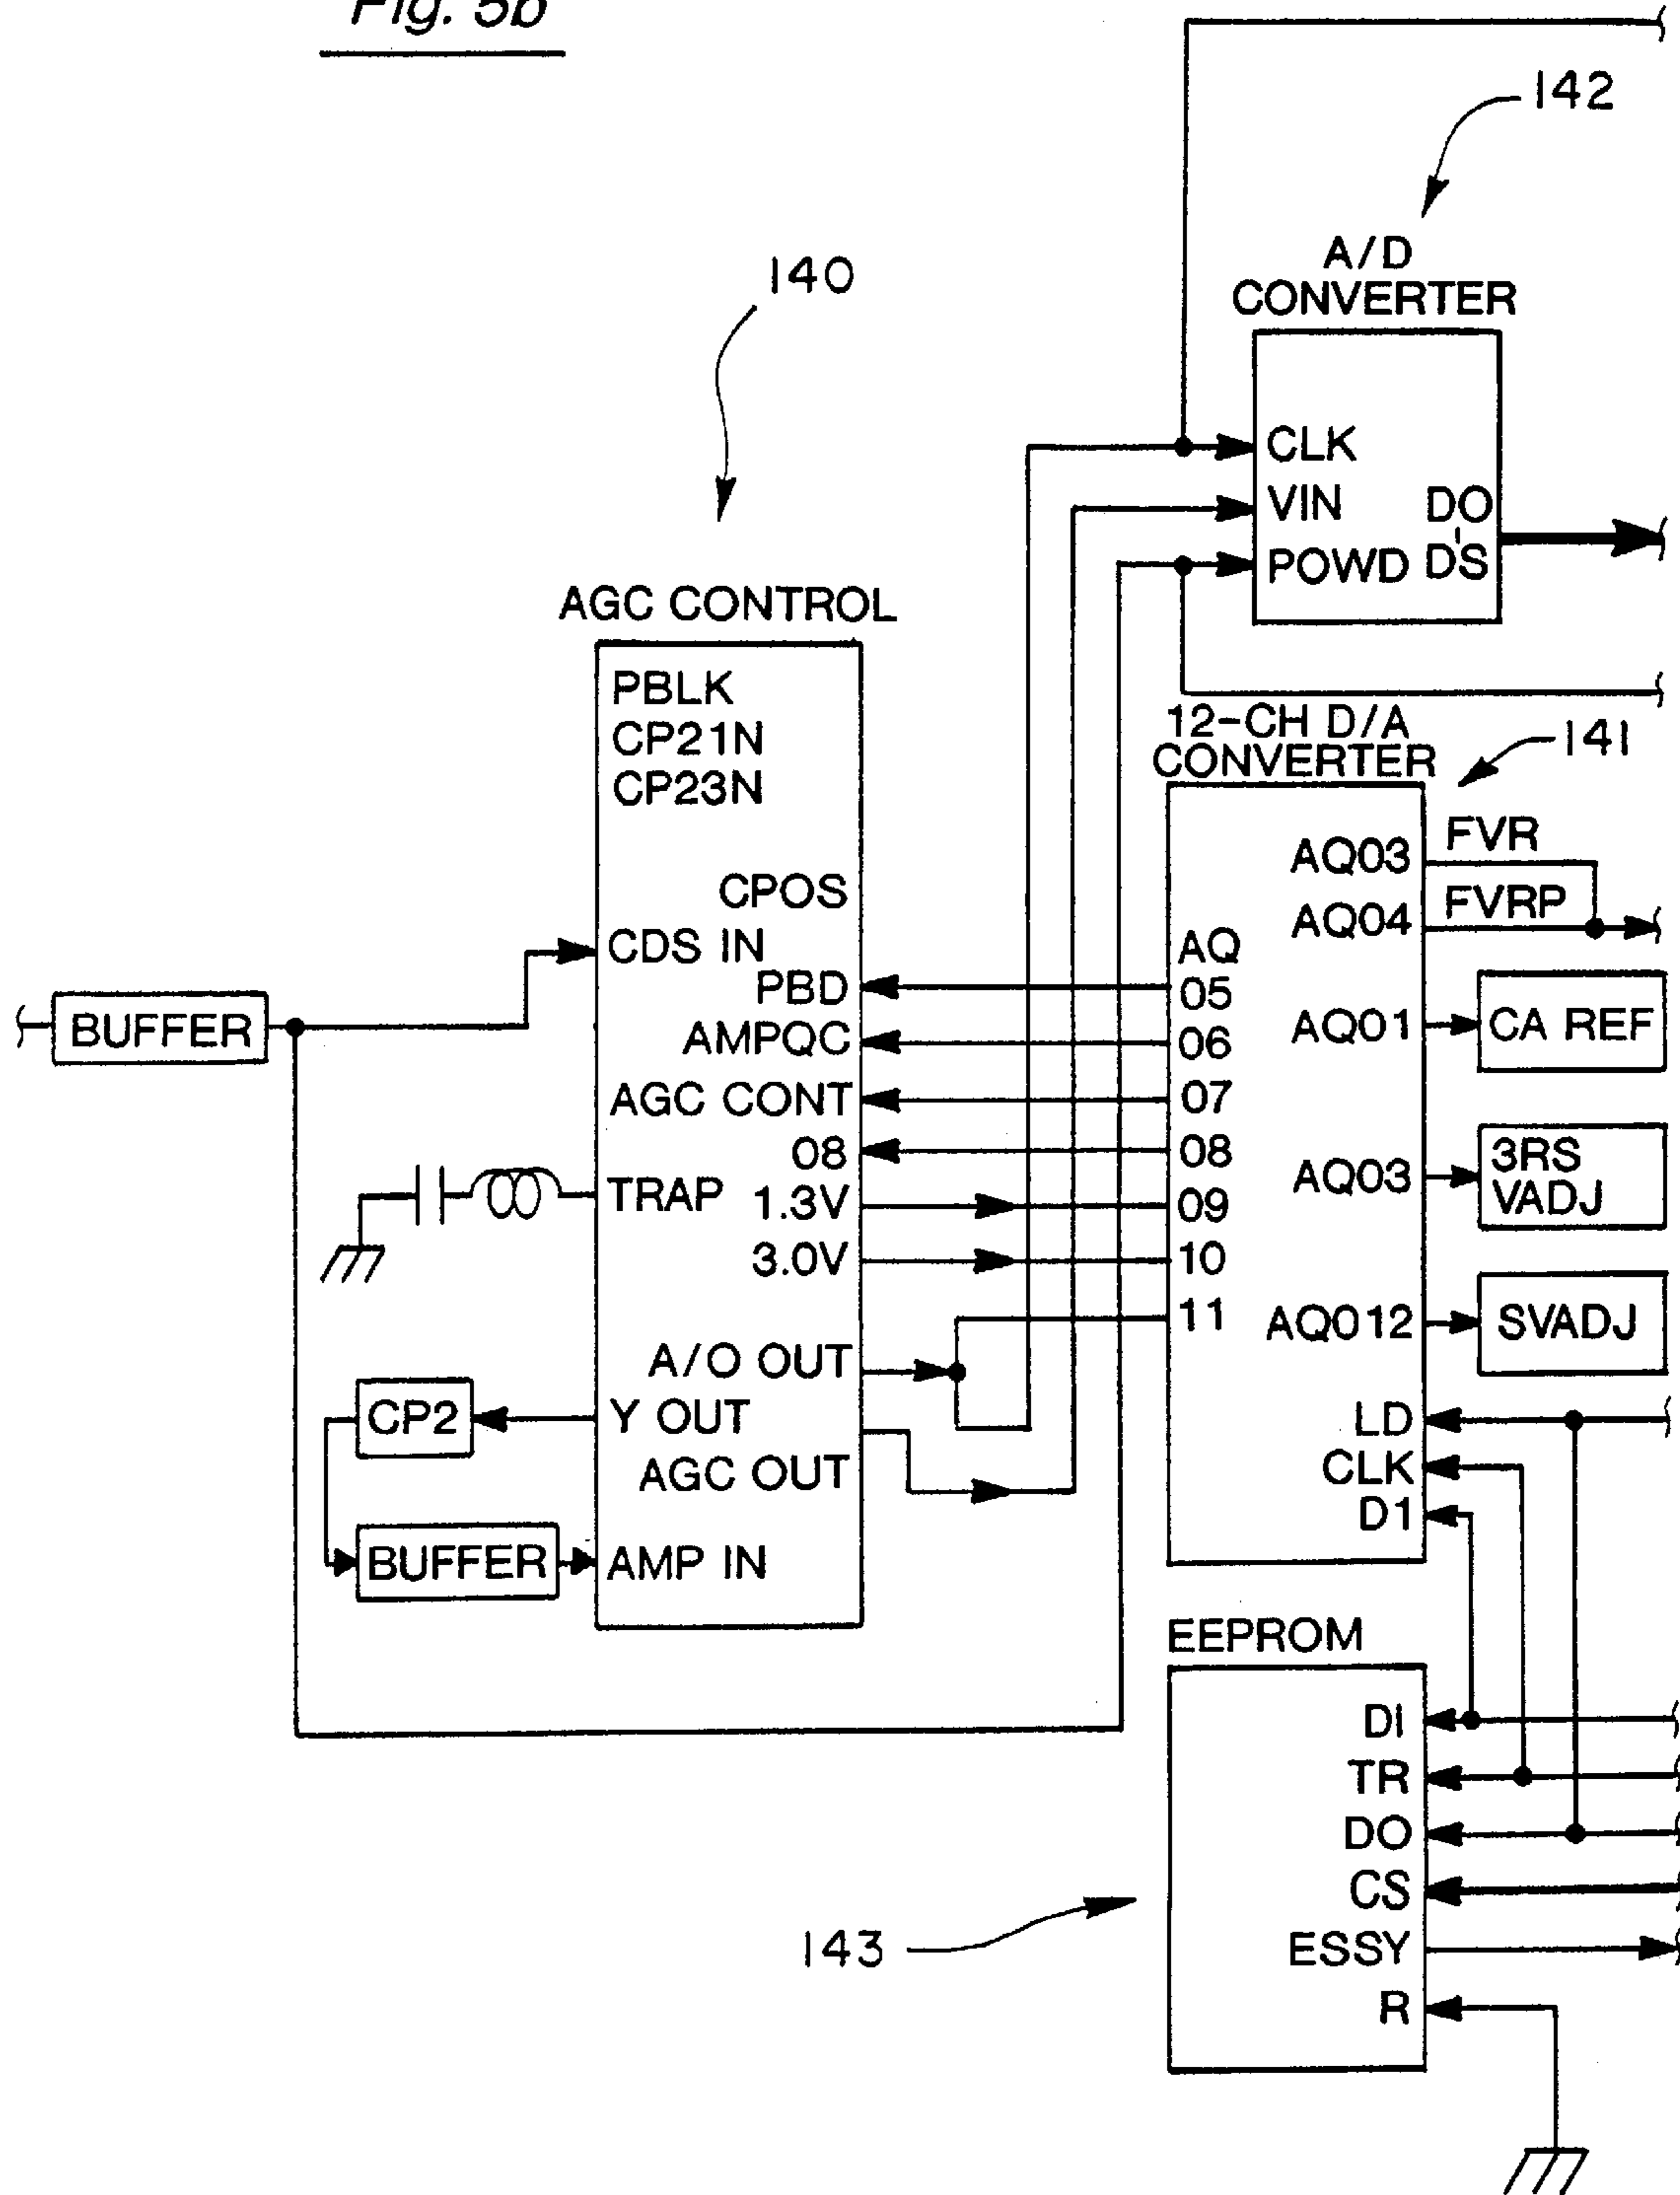 Fig. 5b
142
A/D
CONVERTER
140
CLK
VIN
DO
POWD
D'S
AGC CONTROL
PBLK
CP21N
CP23N
CPOS
CDS IN
PBD
AMPQC
AGC CONT
08
TRAP
1.3V
3.0V
A/O OUT
Y OUT
AGC OUT
AMP IN
BUFFER
CP2
BUFFER
12-CH D/A
CONVERTER
141
AQ03
FVR
AQ04
FVRP
AQ
05
06
07
08
09
10
11
AQ01
CA REF
AQ03
3RS
VADJ
AQ012
SVADJ
LD
CLK
D1
EEPROM
DI
TR
DO
CS
ESSY
R
143